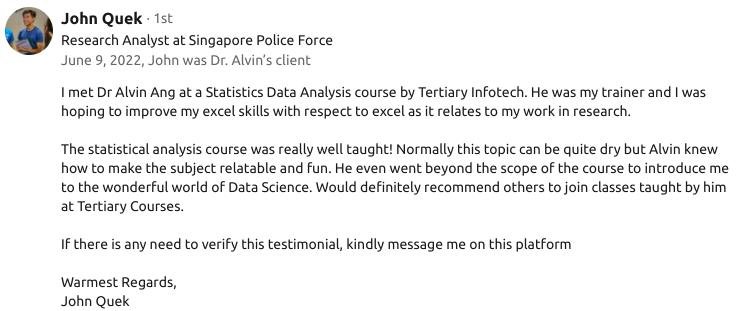 John Quek · 1st
Research Analyst at Singapore Police Force
June 9, 2022, John was Dr. Alvin’s client
I met Dr Alvin Ang at a Statistics Data Analysis course by Tertiary Infotech. He was my trainer and I was
hoping to improve my excel skills with respect to excel as it relates to my work in research.
The statistical analysis course was really well taught! Normally this topic can be quite dry but Alvin knew
how to make the subject relatable and fun. He even went beyond the scope of the course to introduce me
to the wonderful world of Data Science. Would definitely recommend others to join classes taught by him
at Tertiary Courses.
If there is any need to verify this testimonial, kindly message me on this platform
Warmest Regards,
John Quek